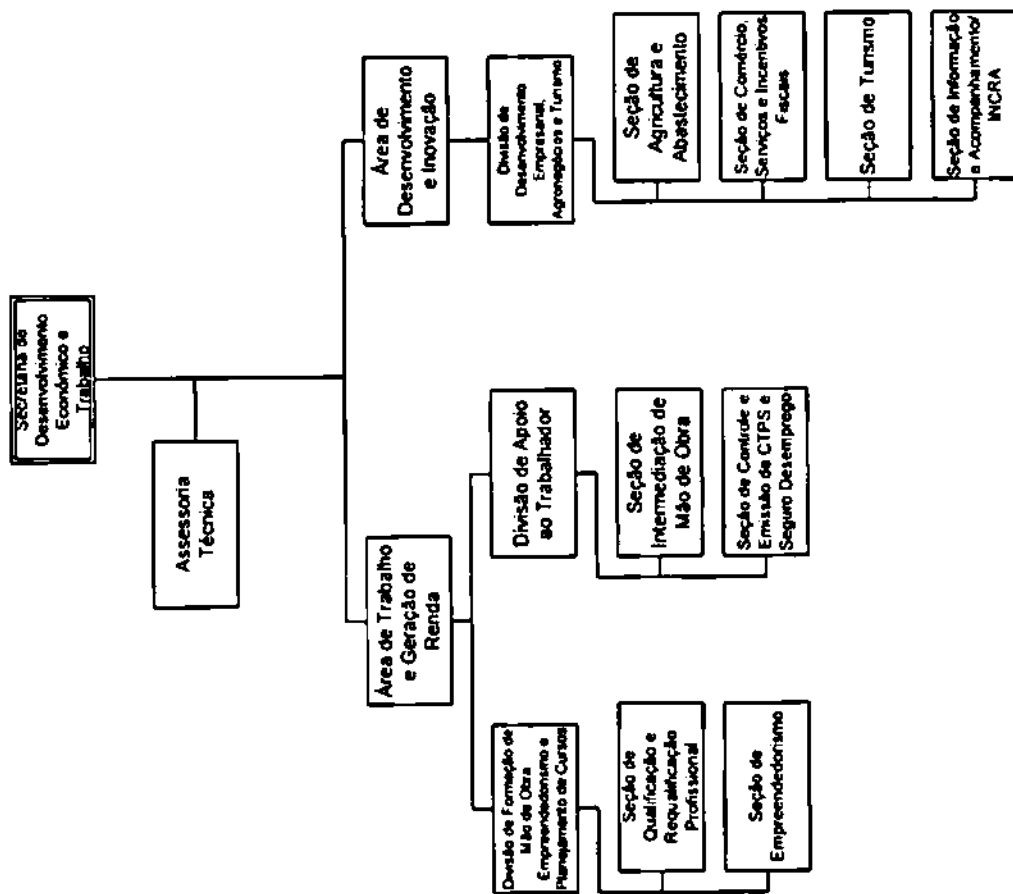 Secretaria de
Desenvolvimento
Econômico e
Trabalho
Assessoria
Técnica
Área de Trabalho
e Geração de
Renda
Área de
Desenvolvimento
e Inovação
Divisão de Formação de
Mão de Obra
Empreendedorismo e
Planejamento de Cursos
Divisão de Apoio
ao Trabalhador
Divisão de
Desenvolvimento
Empresarial,
Agronegócios e Turismo
Seção de
Qualificação e
Requalificação
Profissional
Seção de
Empreendedorismo
Seção de
Intermediação de
Mão de Obra
Seção de Controle e
Emissão de CTPS e
Seguro Desemprego
Seção de
Agricultura e
Abastecimento
Seção de Comércio,
Serviços e Incentivos
Fiscais
Seção de Turismo
Seção de Informação
e Acompanhamento/
INCRA